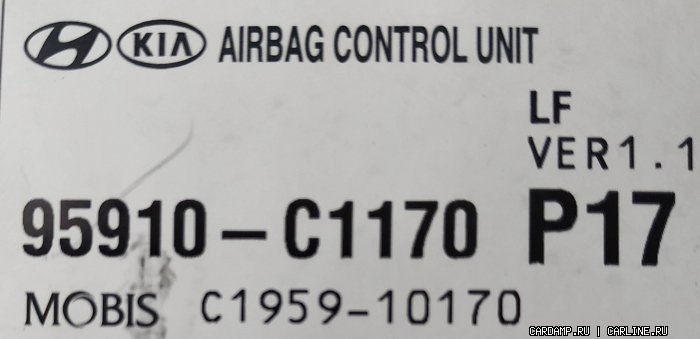 KIA AIRBAG CONTROL UNIT
LF
VER1.1
95910-C1170 P17
MOBIS C1959-10170
CARDAMP.RU | CARLINE.RU